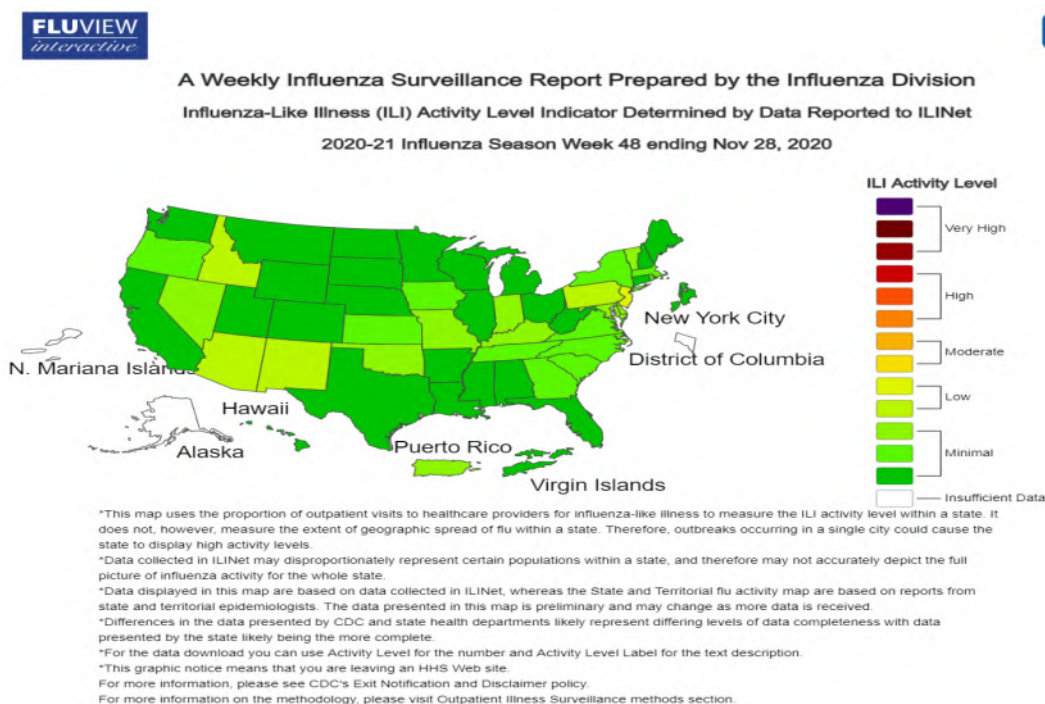 FLUVIEW
interactive
A Weekly Influenza Surveillance Report Prepared by the Influenza Division
Influenza-Like Illness (ILI) Activity Level Indicator Determined by Data Reported to ILINet
2020-21 Influenza Season Week 48 ending Nov 28, 2020
ILI Activity Level
Very High
High
Moderate
Low
Minimal
Insufficient Data
New York City
District of Columbia
N. Mariana Islands
Hawaii
Alaska
Puerto Rico
Virgin Islands
*This map uses the proportion of outpatient visits to healthcare providers for influenza-like illness to measure the ILI activity level within a state. It
does not, however, measure the extent of geographic spread of flu within a state. Therefore, outbreaks occurring in a single city could cause the
state to display high activity levels.
*Data collected in ILINet may disproportionately represent certain populations within a state, and therefore may not accurately depict the full
picture of influenza activity for the whole state.
*Data displayed in this map are based on data collected in ILINet, whereas the State and Territorial flu activity map are based on reports from
state and territorial epidemiologists. The data presented in this map is preliminary and may change as more data is received.
*Differences in the data presented by CDC and state health departments likely represent differing levels of data completeness with data
presented by the state likely being the more complete.
*For the data download you can use Activity Level for the number and Activity Level Label for the text description.
*This graphic notice means that you are leaving an HHS Web site.
For more information, please see CDC's Exit Notification and Disclaimer policy.
For more information on the methodology, please visit Outpatient Illness Surveillance methods section.